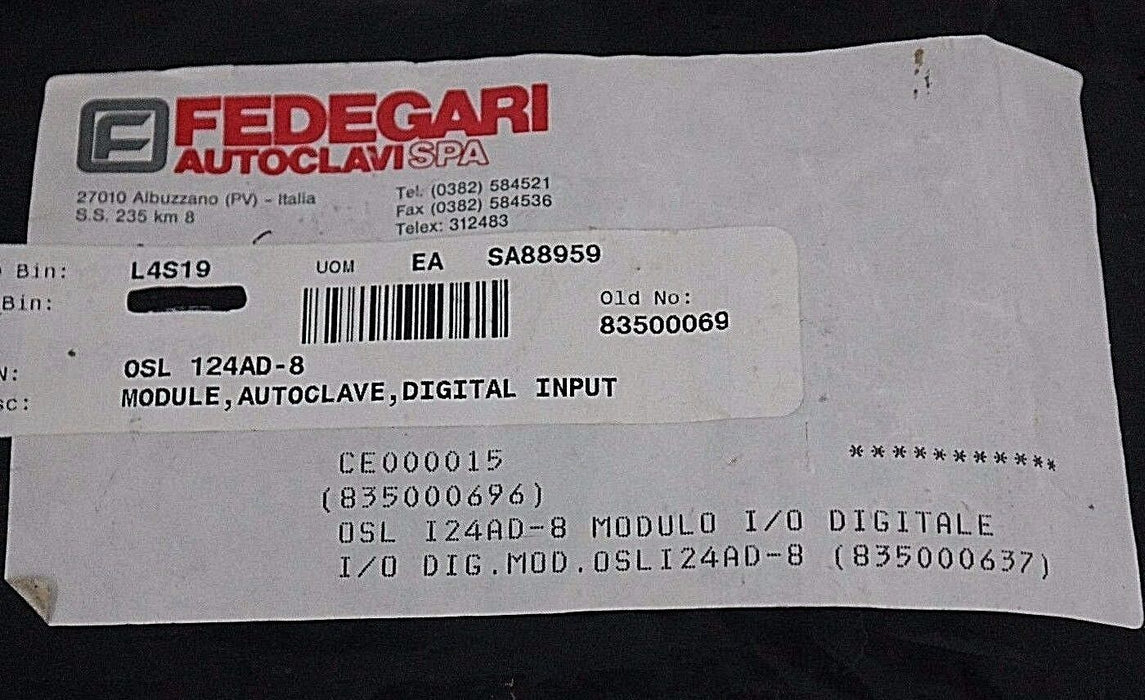 FEDEGARI
AUTOCLAVI SPA
27010 Albuzzano (PV) - Italia
S.S. 235 km 8
Tel. (0382) 584521
Fax (0382) 584536
Telex: 312483
Bin: L4S19 UOM EA SA88959
Bin:
Old No:
83500069
N: OSL 124AD-8
sc: MODULE,AUTOCLAVE,DIGITAL INPUT
CE000015 ***********
(835000696)
OSL I24AD-8 MODULO I/O DIGITALE
I/O DIG.MOD.OSLI24AD-8 (835000637)